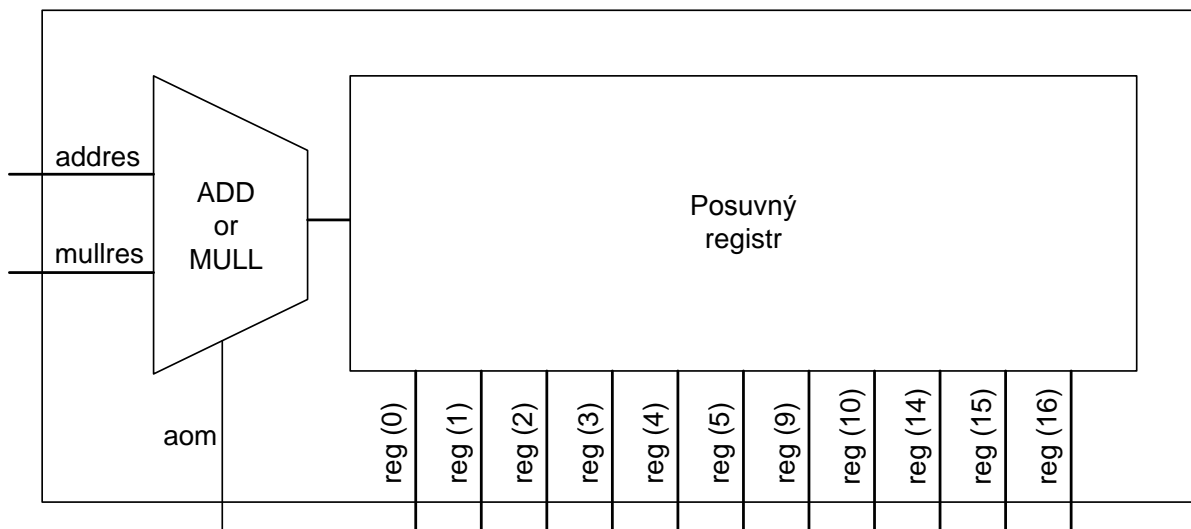 addres
mullres
ADD
or
MULL
aom
Posuvný
registr
reg (0)
reg (1)
reg (2)
reg (3)
reg (4)
reg (5)
reg (9)
reg (10)
reg (14)
reg (15)
reg (16)